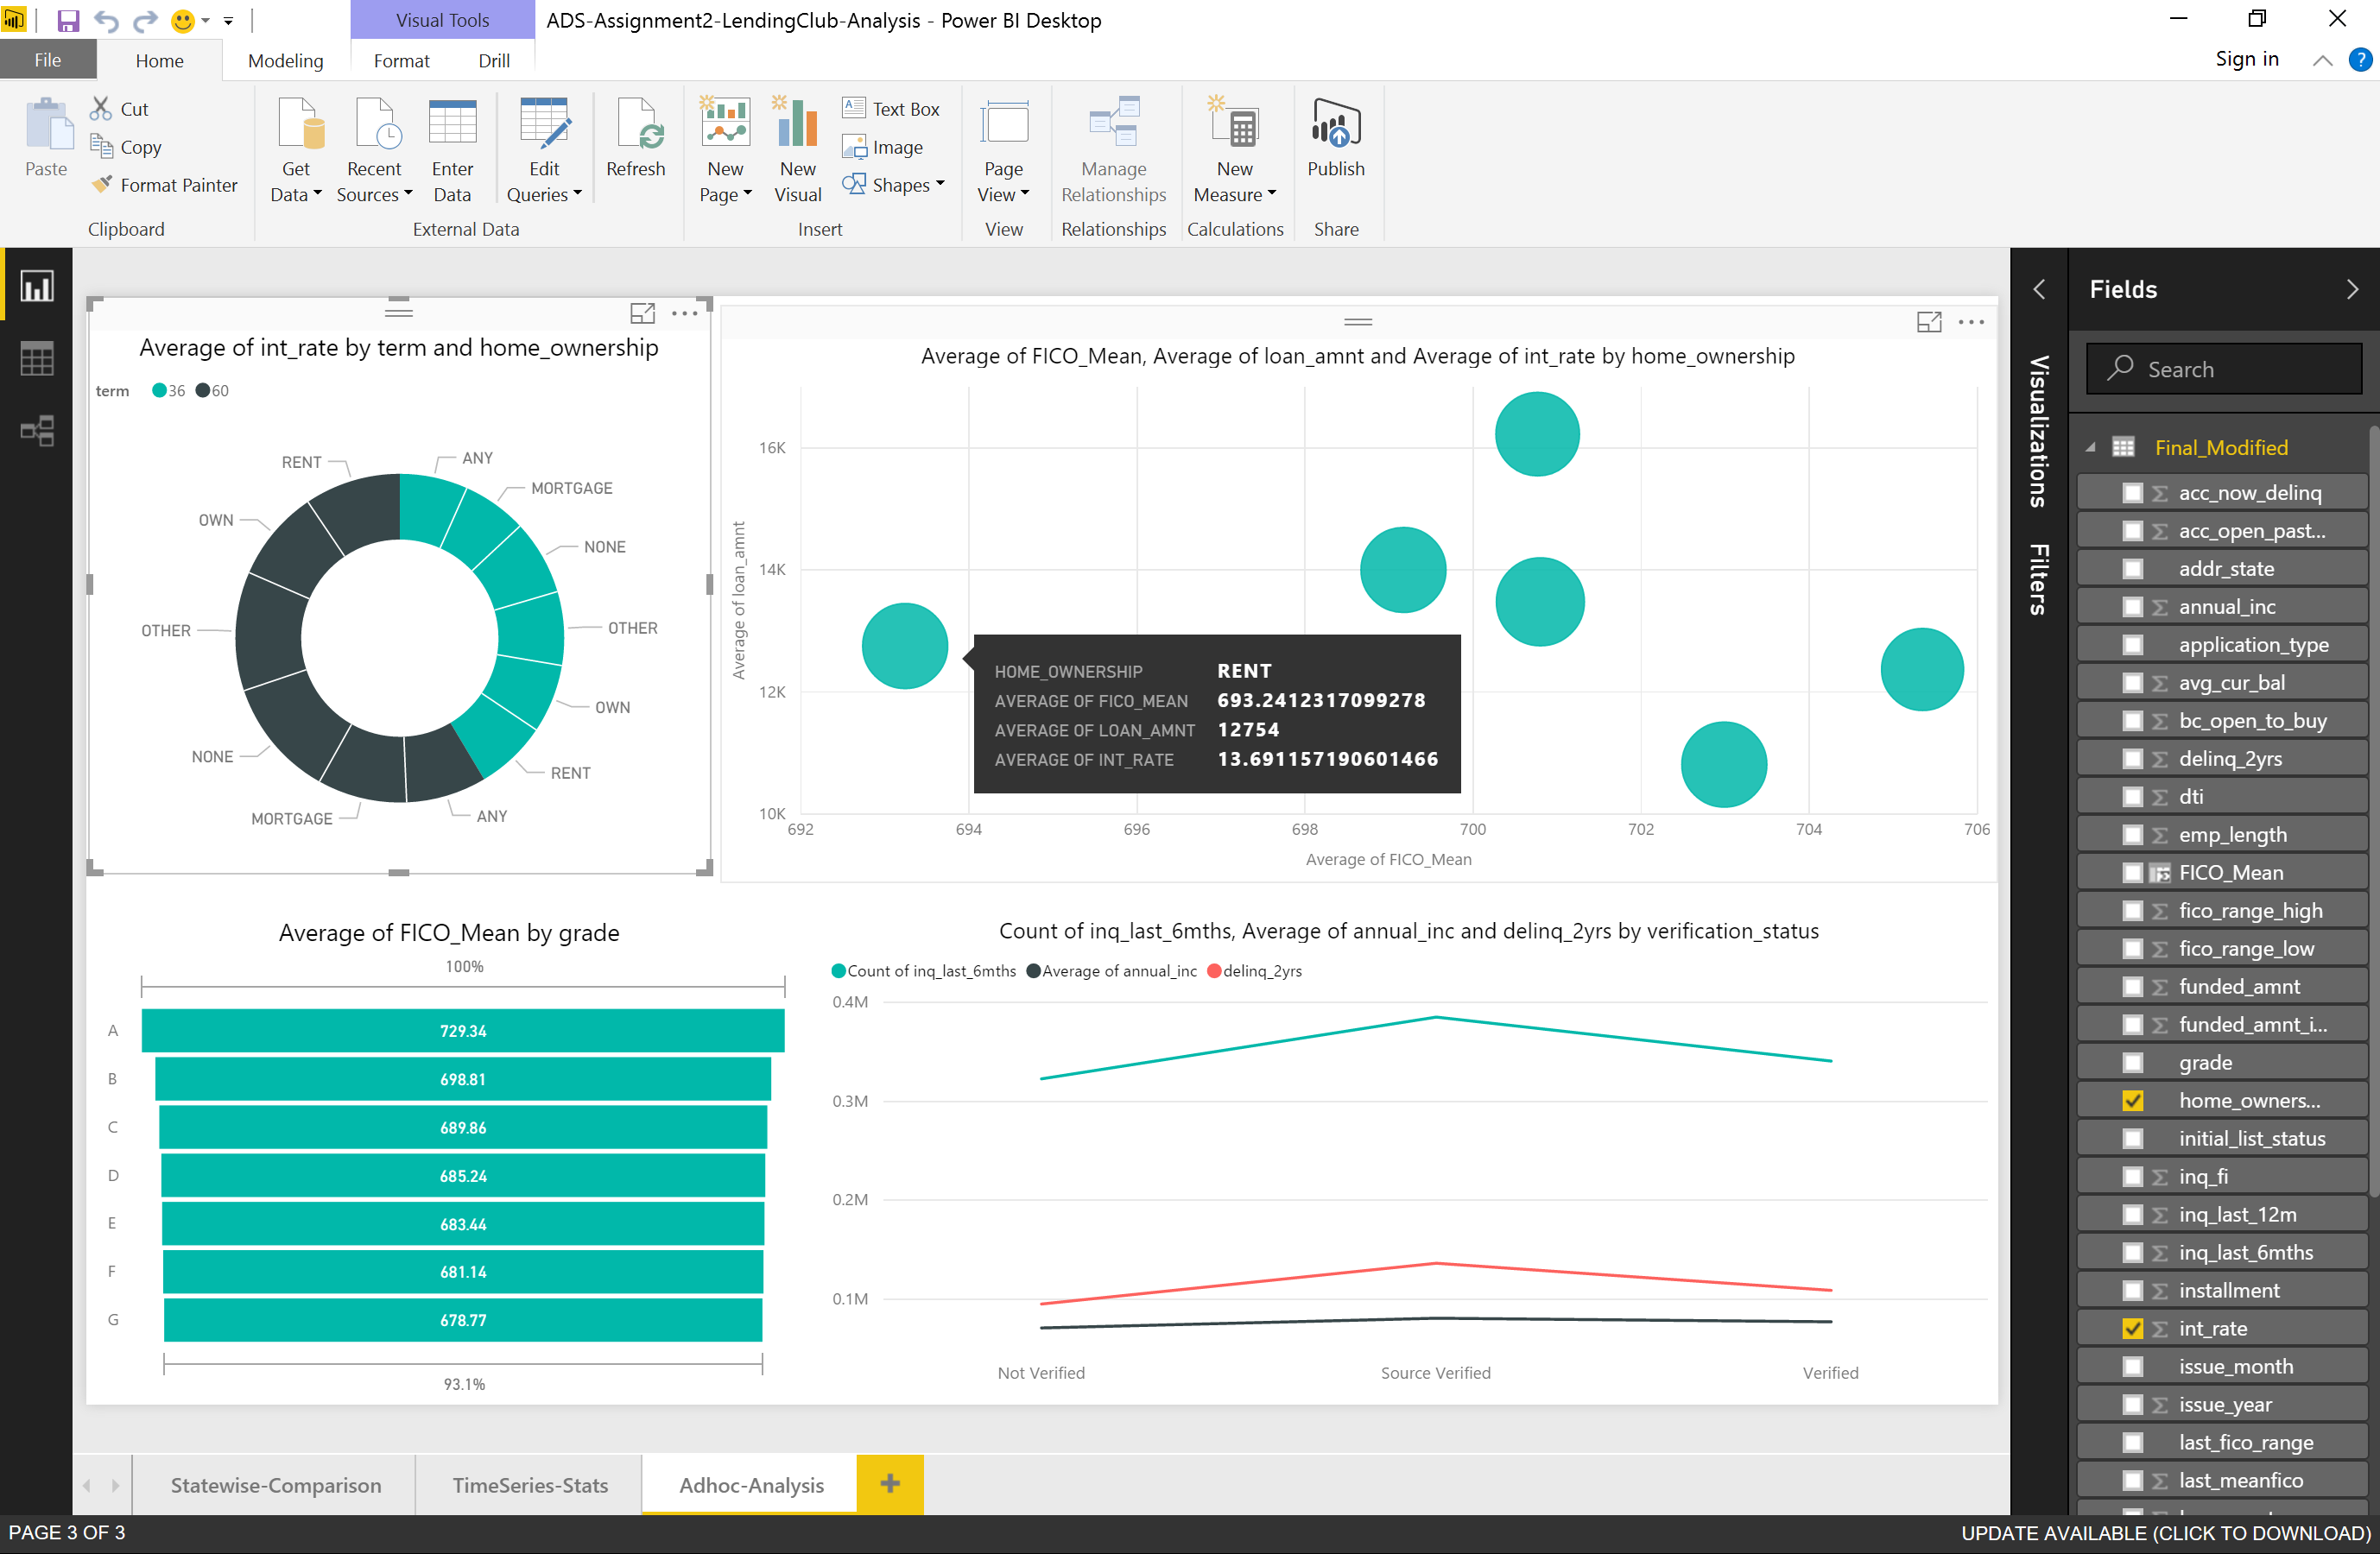 Visual Tools
ADS-Assignment2-LendingClub-Analysis - Power BI Desktop
File
Home
Modeling
Format
Drill
Sign in
?
Paste
Cut
Copy
Format Painter
Clipboard
Get Data
Recent Sources
Enter Data
Edit Queries
Refresh
External Data
New Page
New Visual
Text Box
Image
Shapes
Insert
Page View
View
Manage Relationships
Relationships
New Measure
Calculations
Publish
Share
Average of int_rate by term and home_ownership
term 36 60
RENT
ANY
MORTGAGE
OWN
NONE
OTHER
OTHER
OWN
NONE
RENT
MORTGAGE
ANY
Average of FICO_Mean, Average of loan_amnt and Average of int_rate by home_ownership
Average of loan_amnt
16K
14K
12K
10K
692 694 696 698 700 702 704 706
Average of FICO_Mean
HOME_OWNERSHIP RENT
AVERAGE OF FICO_MEAN 693.2412317099278
AVERAGE OF LOAN_AMNT 12754
AVERAGE OF INT_RATE 13.691157190601466
Average of FICO_Mean by grade
100%
A 729.34
B 698.81
C 689.86
D 685.24
E 683.44
F 681.14
G 678.77
93.1%
Count of inq_last_6mths, Average of annual_inc and delinq_2yrs by verification_status
Count of inq_last_6mths Average of annual_inc delinq_2yrs
0.4M
0.3M
0.2M
0.1M
Not Verified Source Verified Verified
Visualizations
Filters
Fields
Search
Final_Modified
acc_now_delinq
acc_open_past...
addr_state
annual_inc
application_type
avg_cur_bal
bc_open_to_buy
delinq_2yrs
dti
emp_length
FICO_Mean
fico_range_high
fico_range_low
funded_amnt
funded_amnt_i...
grade
home_owners...
initial_list_status
inq_fi
inq_last_12m
inq_last_6mths
installment
int_rate
issue_month
issue_year
last_fico_range
last_meanfico
Statewise-Comparison
TimeSeries-Stats
Adhoc-Analysis
PAGE 3 OF 3
UPDATE AVAILABLE (CLICK TO DOWNLOAD)